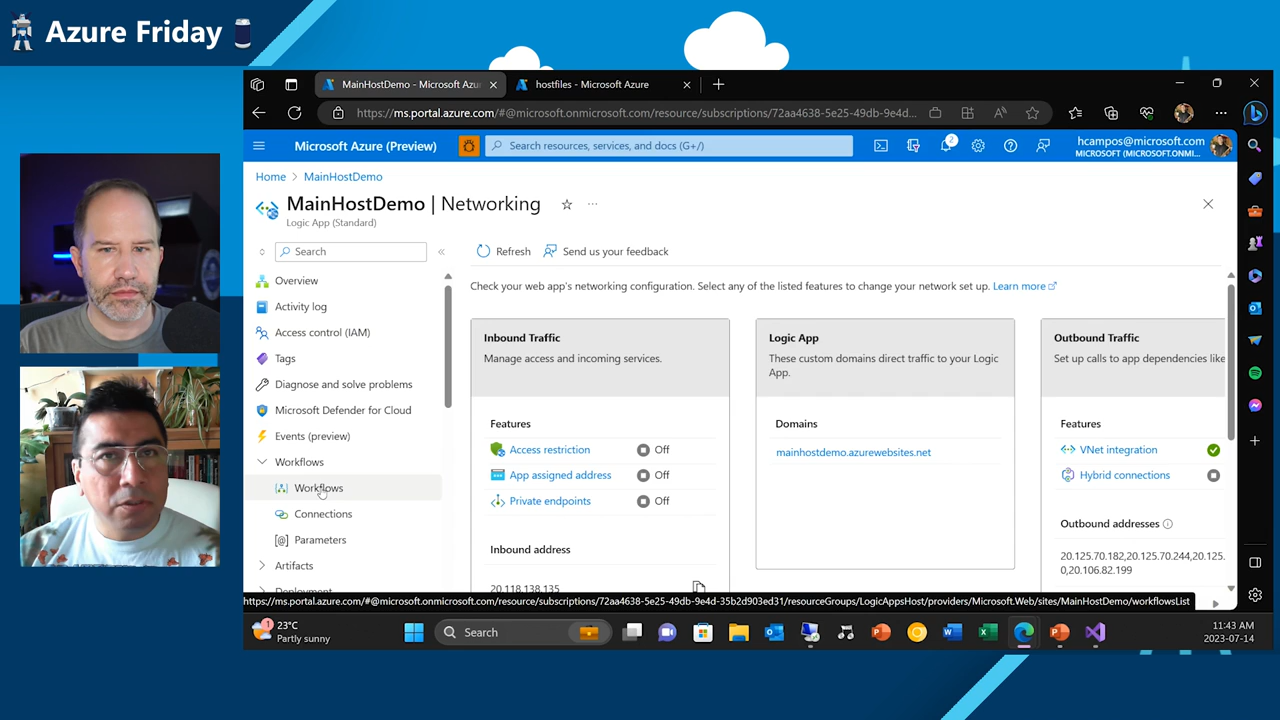 Azure Friday
MainHostDemo - Microsoft Azur
hostfiles - Microsoft Azure
https://ms.portal.azure.com/#@microsoft.onmicrosoft.com/resource/subscriptions/72aa4638-5e25-49db-9e4d...
Microsoft Azure (Preview)
Search resources, services, and docs (G+/)
2
hcampos@microsoft.com
MICROSOFT (MICROSOFT.ONMI...
Home > MainHostDemo
MainHostDemo | Networking
Logic App (Standard)
Search
Refresh
Send us your feedback
Overview
Activity log
Access control (IAM)
Tags
Diagnose and solve problems
Microsoft Defender for Cloud
Events (preview)
Workflows
Workflows
Connections
Parameters
Artifacts
Deployment
Check your web app's networking configuration. Select any of the listed features to change your network set up. Learn more
Inbound Traffic
Manage access and incoming services.
Features
Access restriction Off
App assigned address Off
Private endpoints Off
Inbound address
20.118.138.135
Logic App
These custom domains direct traffic to your Logic
App.
Domains
mainhostdemo.azurewebsites.net
Outbound Traffic
Set up calls to app dependencies like
Features
VNet integration
Hybrid connections
Outbound addresses
20.125.70.182,20.125.70.244,20.125.
0,20.106.82.199
https://ms.portal.azure.com/#@microsoft.onmicrosoft.com/resource/subscriptions/72aa4638-5e25-49db-9e4d-35b2d903ed31/resourceGroups/LogicAppsHost/providers/Microsoft.Web/sites/MainHostDemo/workflowsList
1
23°C
Partly sunny
Search
11:43 AM
2023-07-14